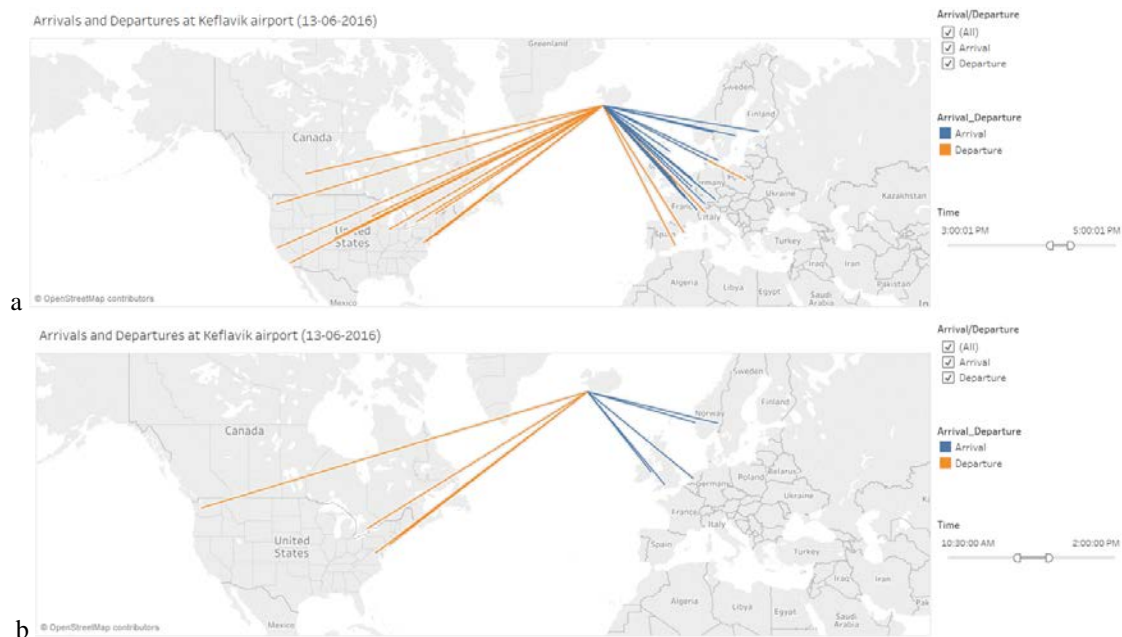 Arrivals and Departures at Keflavik airport (13-06-2016)
Greenland
Sweden
Finland
Canada
Germany
Ukraine
Kazakhstan
France
Italy
United
States
Spain
Turkey
Iraq
Iran
Algeria
Libya
Egypt
Saudi
Arabia
Pakistan
In
Mexico
© OpenStreetMap contributors
Arrival/Departure
(All)
Arrival
Departure
Arrival_Departure
Arrival
Departure
Time
3:00:01 PM 5:00:01 PM
a
Arrivals and Departures at Keflavik airport (13-06-2016)
Sweden
Norway
Finland
Canada
Belarus
Poland
Germany
Ukraine
Ka
France
Italy
United
States
Spain
Turkey
Iraq
Iran
Algeria
Libya
Egypt
Saudi
Arabia
Pak
Mexico
© OpenStreetMap contributors
Arrival/Departure
(All)
Arrival
Departure
Arrival_Departure
Arrival
Departure
Time
10:30:00 AM 2:00:00 PM
b